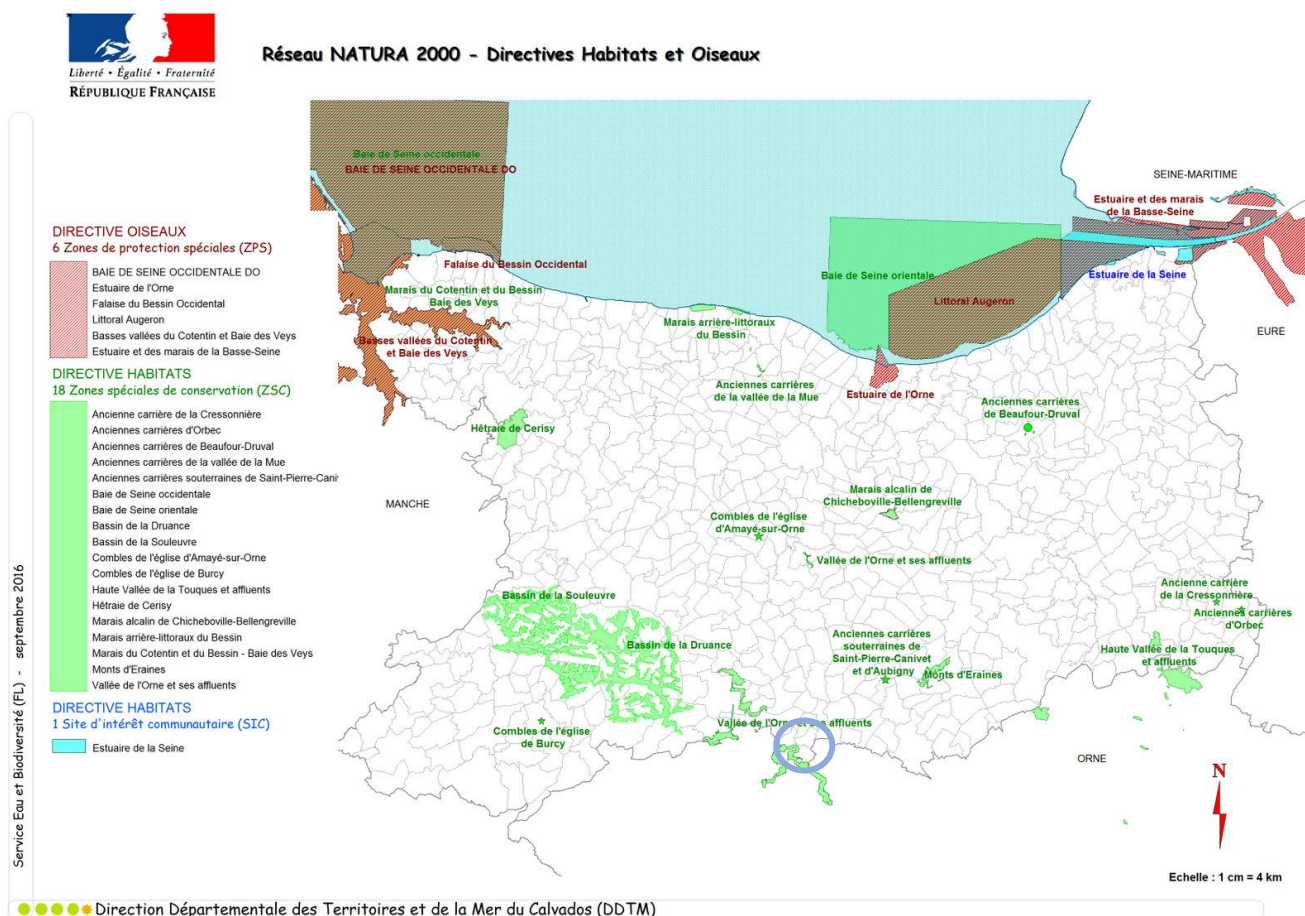 Liberté • Égalité • Fraternité
RÉPUBLIQUE FRANÇAISE
Réseau NATURA 2000 - Directives Habitats et Oiseaux
DIRECTIVE OISEAUX
6 Zones de protection spéciales (ZPS)
BAIE DE SEINE OCCIDENTALE DO
Estuaire de l'Orne
Falaise du Bessin Occidental
Littoral Augeron
Basses vallées du Cotentin et Baie des Veys
Estuaire et des marais de la Basse-Seine
DIRECTIVE HABITATS
18 Zones spéciales de conservation (ZSC)
Ancienne carrière de la Cressonnière
Anciennes carrières d'Orbec
Anciennes carrières de Beaufour-Druval
Anciennes carrières de la vallée de la Mue
Anciennes carrières souterraines de Saint-Pierre-Cani
Baie de Seine occidentale
Baie de Seine orientale
Bassin de la Druance
Bassin de la Souleuvre
Combles de l'église d'Amayé-sur-Orne
Combles de l'église de Burcy
Haute Vallée de la Touques et affluents
Hêtraie de Cerisy
Marais alcalin de Chicheboville-Bellengreville
Marais arrière-littoraux du Bessin
Marais du Cotentin et du Bessin - Baie des Veys
Monts d'Eraines
Vallée de l'Orne et ses affluents
DIRECTIVE HABITATS
1 Site d'intérêt communautaire (SIC)
Estuaire de la Seine
Service Eau et Biodiversité (FL) - septembre 2016
Baie de Seine occidentale
BAIE DE SEINE OCCIDENTALE DO
SEINE-MARITIME
Estuaire et des marais
de la Basse-Seine
Falaise du Bessin Occidental
Baie de Seine orientale
Estuaire de la Seine
Marais du Cotentin et du Bessin
Baie des Veys
Littoral Augeron
Marais arrière-littoraux
du Bessin
EURE
Basses vallées du Cotentin
et Baie des Veys
Anciennes carrières
de la vallée de la Mue
Estuaire de l'Orne
Anciennes carrières
de Beaufour-Druval
Hêtraie de Cerisy
MANCHE
Marais alcalin de
Chicheboville-Bellengreville
Combles de l'église
d'Amayé-sur-Orne
Vallée de l'Orne et ses affluents
Ancienne carrière
de la Cressonnière
Anciennes carrières
d'Orbec
Bassin de la Souleuvre
Bassin de la Druance
Anciennes carrières
souterraines de
Saint-Pierre-Canivet
et d'Aubigny
Haute Vallée de la Touques
et affluents
Monts d'Eraines
Vallée de l'Orne et ses affluents
Combles de l'église
de Burcy
ORNE
N
Echelle : 1 cm = 4 km
Direction Départementale des Territoires et de la Mer du Calvados (DDTM)